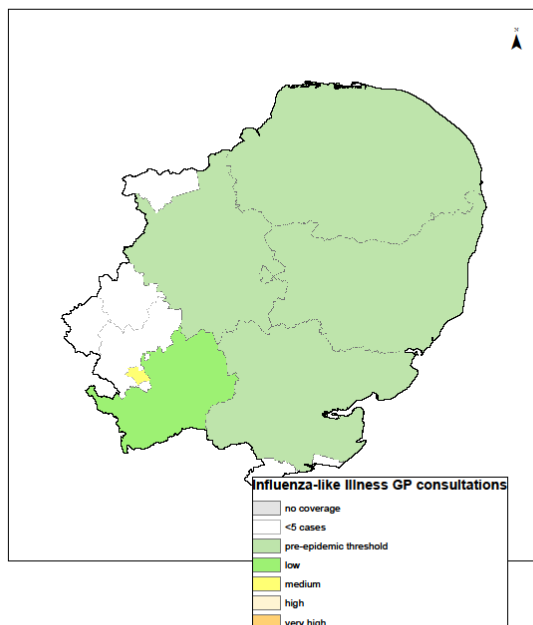 N
Influenza-like Illness GP consultations
no coverage
<5 cases
pre-epidemic threshold
low
medium
high
very high